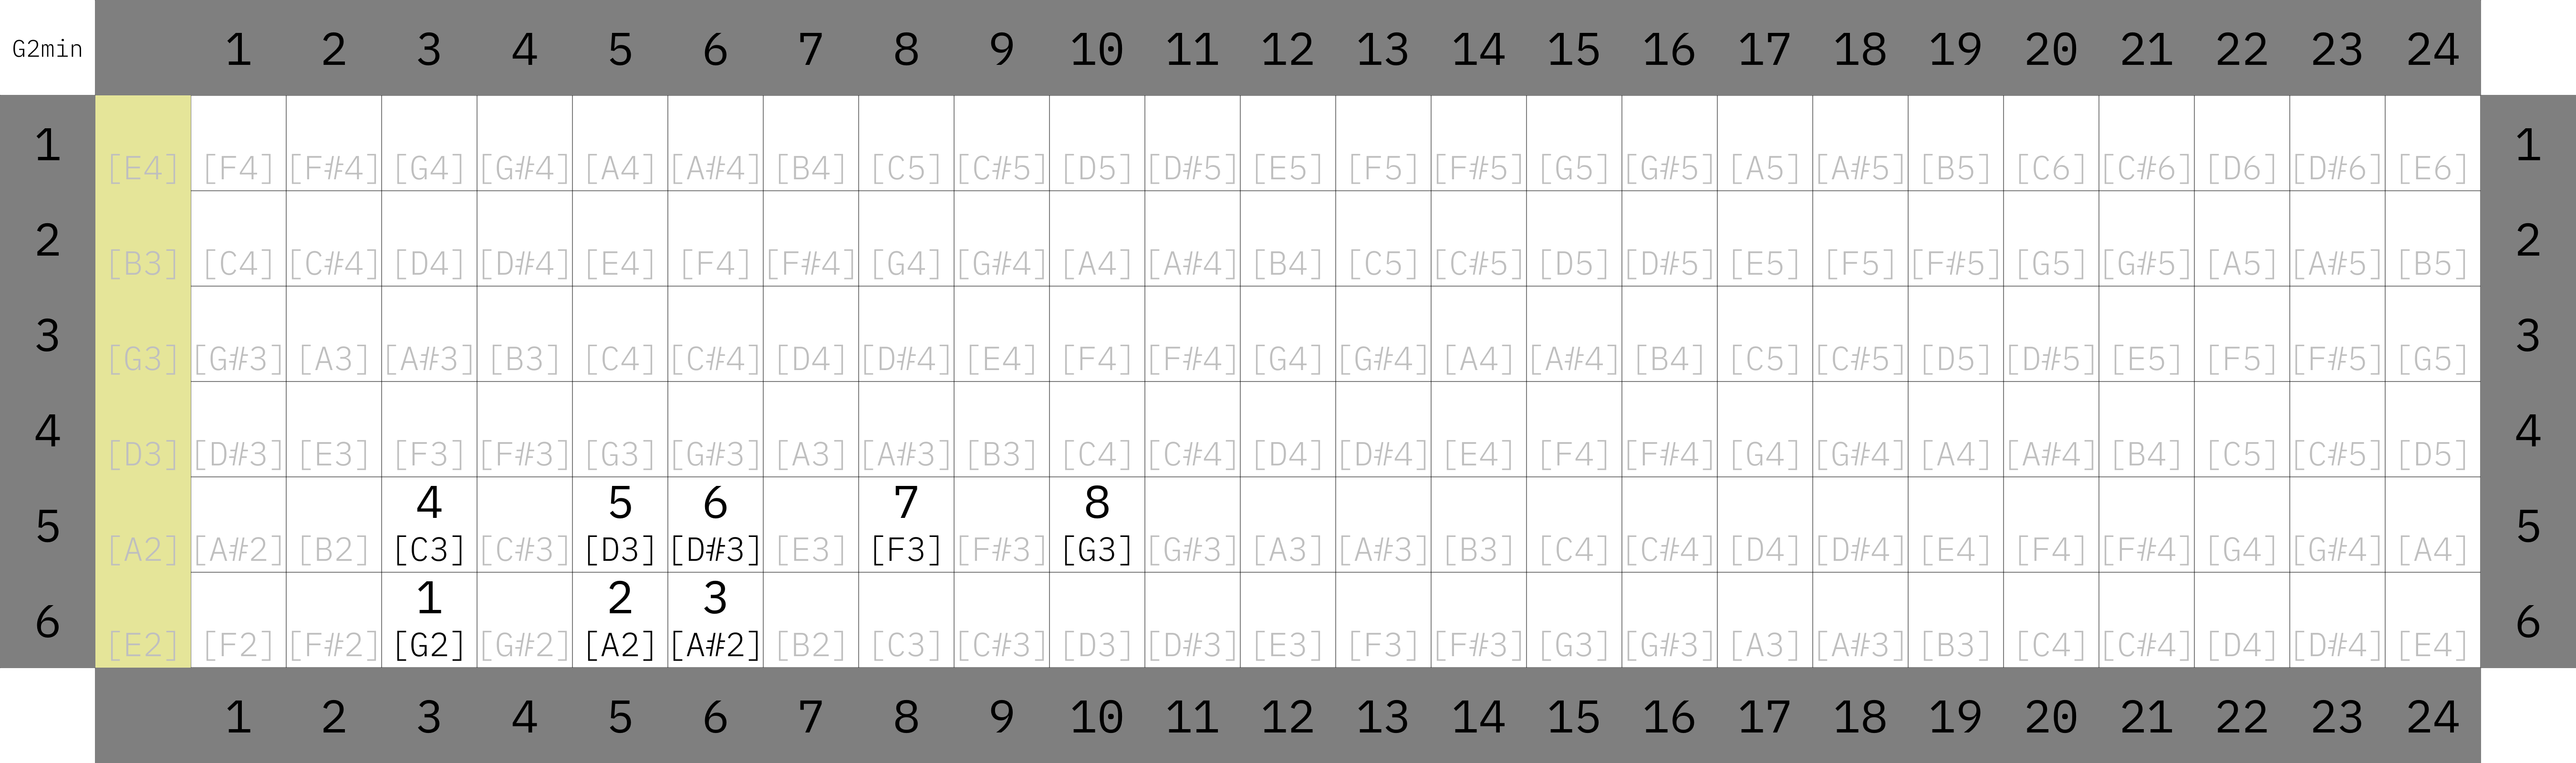 G2min 1 2 3 4 5 6 7 8 9 10 11 12 13 14 15 16 17 18 19 20 21 22 23 24
1 [E4] [F4] [F#4] [G4] [G#4] [A4] [A#4] [B4] [C5] [C#5] [D5] [D#5] [E5] [F5] [F#5] [G5] [G#5] [A5] [A#5] [B5] [C6] [C#6] [D6] [D#6] [E6] 1
2 [B3] [C4] [C#4] [D4] [D#4] [E4] [F4] [F#4] [G4] [G#4] [A4] [A#4] [B4] [C5] [C#5] [D5] [D#5] [E5] [F5] [F#5] [G5] [G#5] [A5] [A#5] [B5] 2
3 [G3] [G#3] [A3] [A#3] [B3] [C4] [C#4] [D4] [D#4] [E4] [F4] [F#4] [G4] [G#4] [A4] [A#4] [B4] [C5] [C#5] [D5] [D#5] [E5] [F5] [F#5] [G5] 3
4 [D3] [D#3] [E3] [F3] [F#3] [G3] [G#3] [A3] [A#3] [B3] [C4] [C#4] [D4] [D#4] [E4] [F4] [F#4] [G4] [G#4] [A4] [A#4] [B4] [C5] [C#5] [D5] 4
4 5 6 7 8
5 [A2] [A#2] [B2] [C3] [C#3] [D3] [D#3] [E3] [F3] [F#3] [G3] [G#3] [A3] [A#3] [B3] [C4] [C#4] [D4] [D#4] [E4] [F4] [F#4] [G4] [G#4] [A4] 5
1 2 3
6 [E2] [F2] [F#2] [G2] [G#2] [A2] [A#2] [B2] [C3] [C#3] [D3] [D#3] [E3] [F3] [F#3] [G3] [G#3] [A3] [A#3] [B3] [C4] [C#4] [D4] [D#4] [E4] 6
1 2 3 4 5 6 7 8 9 10 11 12 13 14 15 16 17 18 19 20 21 22 23 24